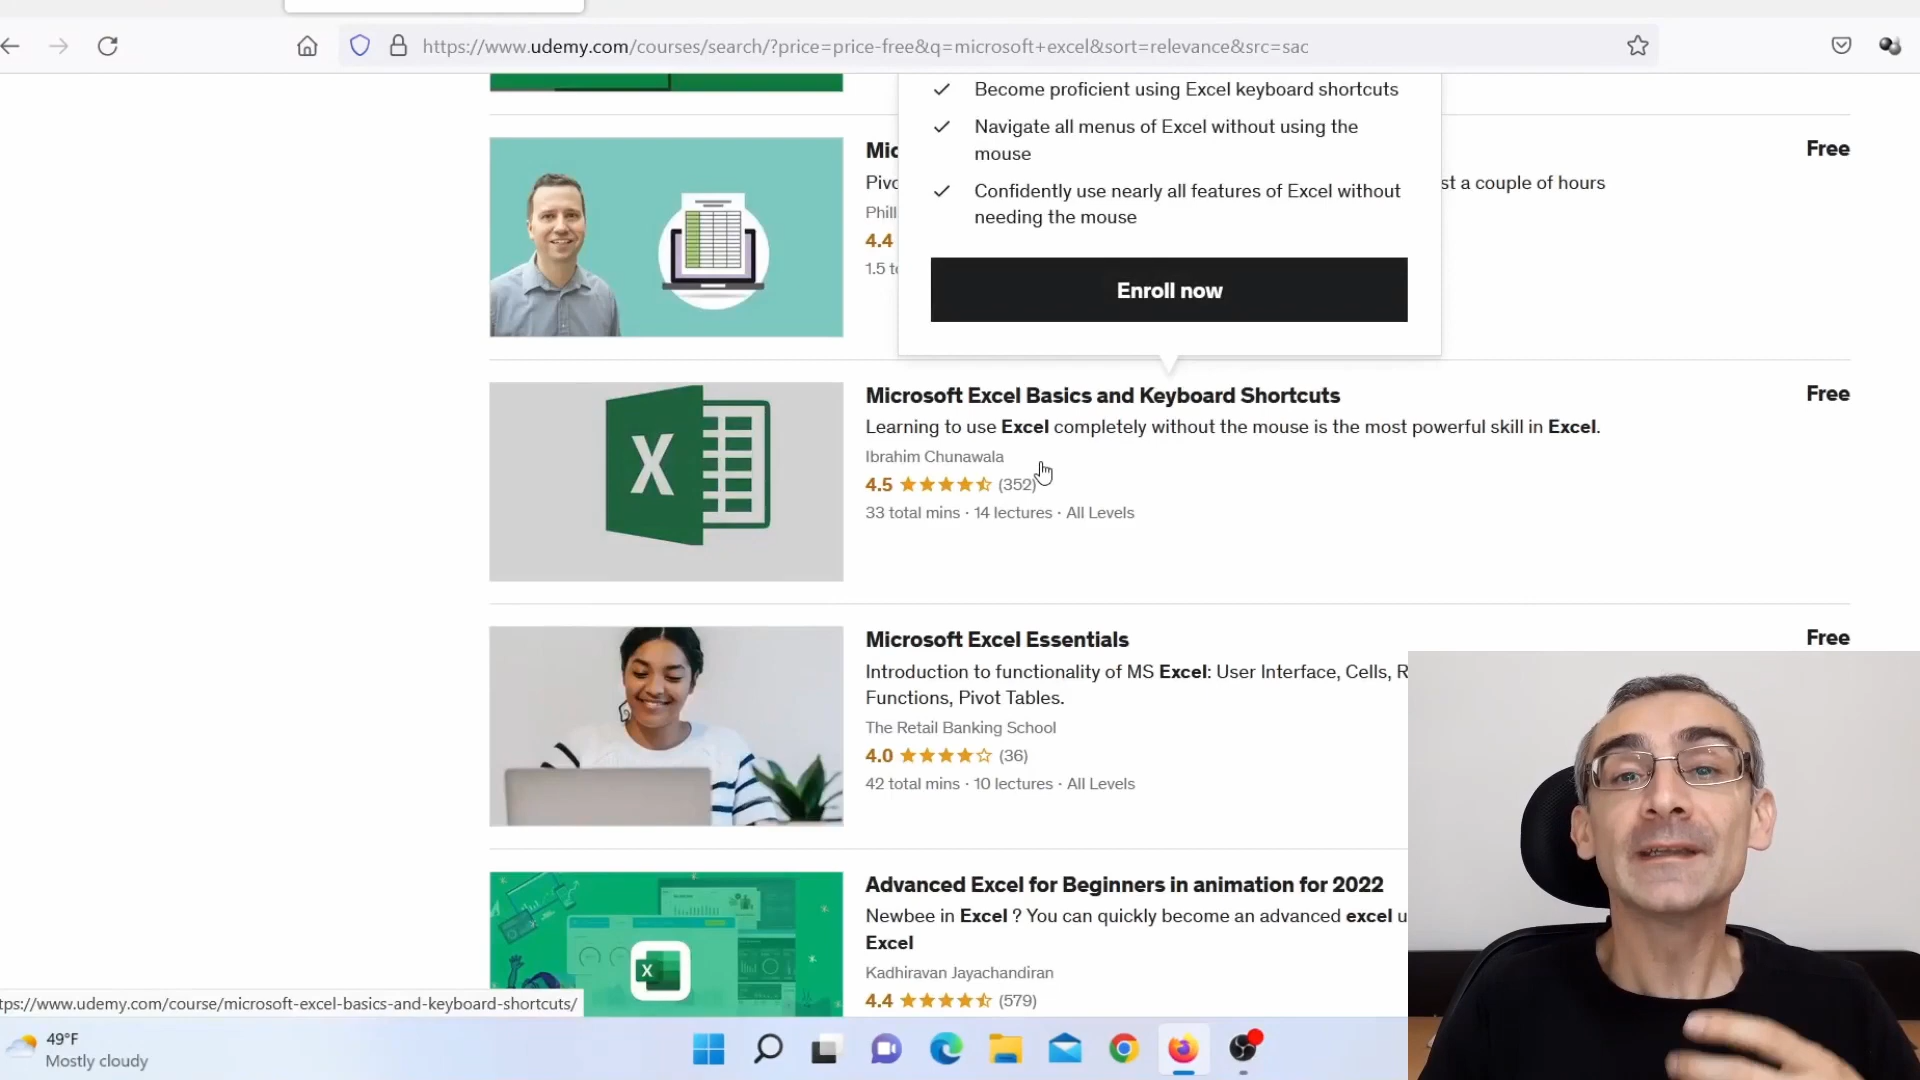 https://www.udemy.com/courses/search/?price=price-free&q=microsoft+excel&sort=relevance&src=sac
Become proficient using Excel keyboard shortcuts
Navigate all menus of Excel without using the
mouse
Confidently use nearly all features of Excel without
needing the mouse
Enroll now
Free
st a couple of hours
Phill
4.4
1.5
Microsoft Excel Basics and Keyboard Shortcuts
Free
Learning to use Excel completely without the mouse is the most powerful skill in Excel.
Ibrahim Chunawala
4.5 (352)
33 total mins · 14 lectures · All Levels
X
Microsoft Excel Essentials
Free
Introduction to functionality of MS Excel: User Interface, Cells, R
Functions, Pivot Tables.
The Retail Banking School
4.0 (36)
42 total mins · 10 lectures · All Levels
Advanced Excel for Beginners in animation for 2022
Newbee in Excel ? You can quickly become an advanced excel u
Excel
Kadhiravan Jayachandiran
4.4 (579)
X
tps://www.udemy.com/course/microsoft-excel-basics-and-keyboard-shortcuts/
49°F
Mostly cloudy